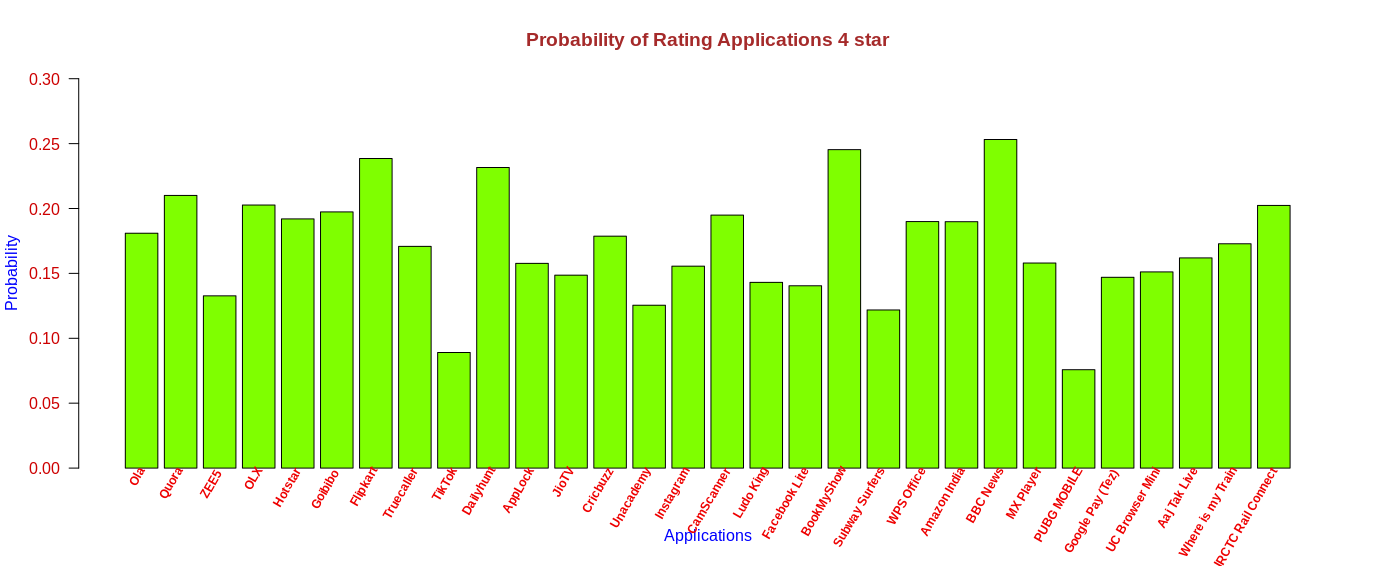 Probability of Rating Applications 4 star
0.30
0.25
0.20
0.15
0.10
0.05
0.00
Probability
Ola
Quora
ZEE5
OLX
Hotstar
Goibibo
Flipkart
Truecaller
TikTok
Dailyhunt
AppLock
JioTV
Cricbuzz
Unacademy
Instagram
CamScanner
Ludo King
Facebook Lite
BookMyShow
Subway Surfers
WPS Office
Amazon India
BBC News
MX Player
PUBG MOBILE
Google Pay (Tez)
UC Browser Mini
Aaj Tak Live
Where is my Train
IRCTC Rail Connect
Applications